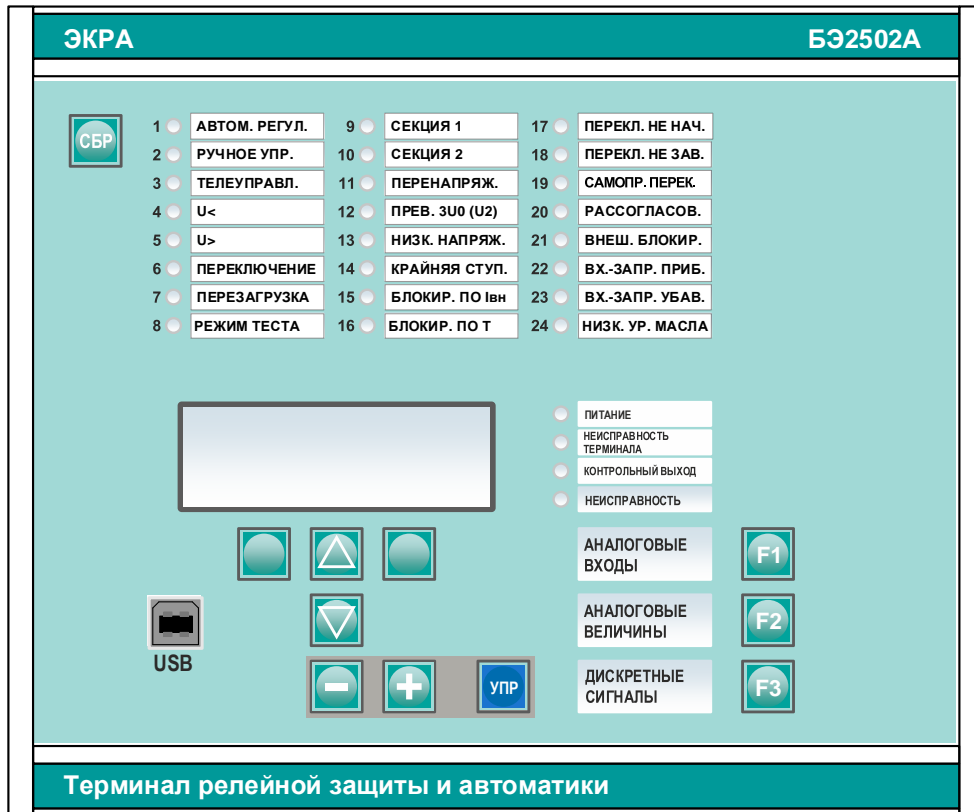 ЭКРА БЭ2502А
СБР
1 АВТОМ. РЕГУЛ.
2 РУЧНОЕ УПР.
3 ТЕЛЕУПРАВЛ.
4 U<
5 U>
6 ПЕРЕКЛЮЧЕНИЕ
7 ПЕРЕЗАГРУЗКА
8 РЕЖИМ ТЕСТА
9 СЕКЦИЯ 1
10 СЕКЦИЯ 2
11 ПЕРЕНАПРЯЖ.
12 ПРЕВ. 3U0 (U2)
13 НИЗК. НАПРЯЖ.
14 КРАЙНЯЯ СТУП.
15 БЛОКИР. ПО Iвн
16 БЛОКИР. ПО Т
17 ПЕРЕКЛ. НЕ НАЧ.
18 ПЕРЕКЛ. НЕ ЗАВ.
19 САМОПР. ПЕРЕК.
20 РАССОГЛАСОВ.
21 ВНЕШ. БЛОКИР.
22 ВХ.-ЗАПР. ПРИБ.
23 ВХ.-ЗАПР. УБАВ.
24 НИЗК. УР. МАСЛА
ПИТАНИЕ
НЕИСПРАВНОСТЬ
ТЕРМИНАЛА
КОНТРОЛЬНЫЙ ВЫХОД
НЕИСПРАВНОСТЬ
АНАЛОГОВЫЕ
ВХОДЫ
F1
АНАЛОГОВЫЕ
ВЕЛИЧИНЫ
F2
USB
УПР
ДИСКРЕТНЫЕ
СИГНАЛЫ
F3
Терминал релейной защиты и автоматики